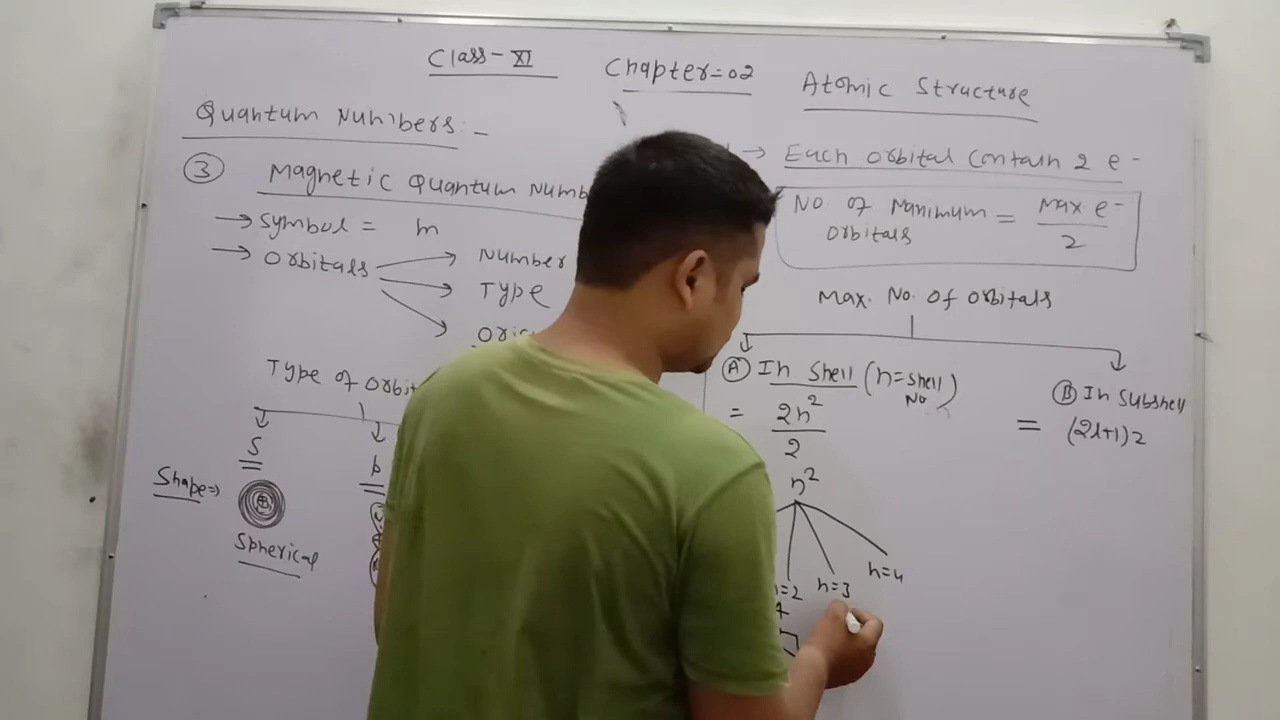 Class-XI Chapter=02 Atomic Structure
Quantum Numbers:-
③ Magnetic Quantum Numb
→ Symbol = m
→ Orbitals
Number
Type
Type of Orbit
S
p
Shape⇒
Spherical
→ Each Orbital Contain 2 e-
No. of Maximum Orbitals = Max. e- / 2
Max. No. Of Orbitals
Ⓐ In Shell (n=Shell No.)
= 2n² / 2
n²
n=2 n=3 n=4
Ⓑ In Subshell
= (2l+1)2